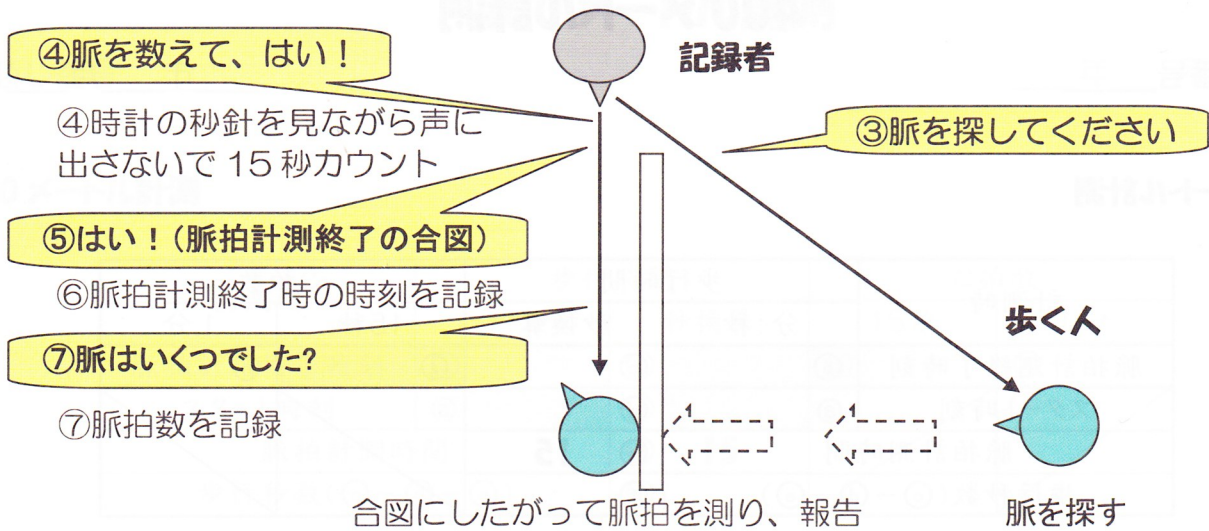 ④脈を数えて、はい！
記録者
④時計の秒針を見ながら声に
出さないで 15 秒カウント
③脈を探してください
⑤はい！(脈拍計測終了の合図)
⑥脈拍計測終了時の時刻を記録
歩く人
⑦脈はいくつでした?
⑦脈拍数を記録
合図にしたがって脈拍を測り、報告
脈を探す